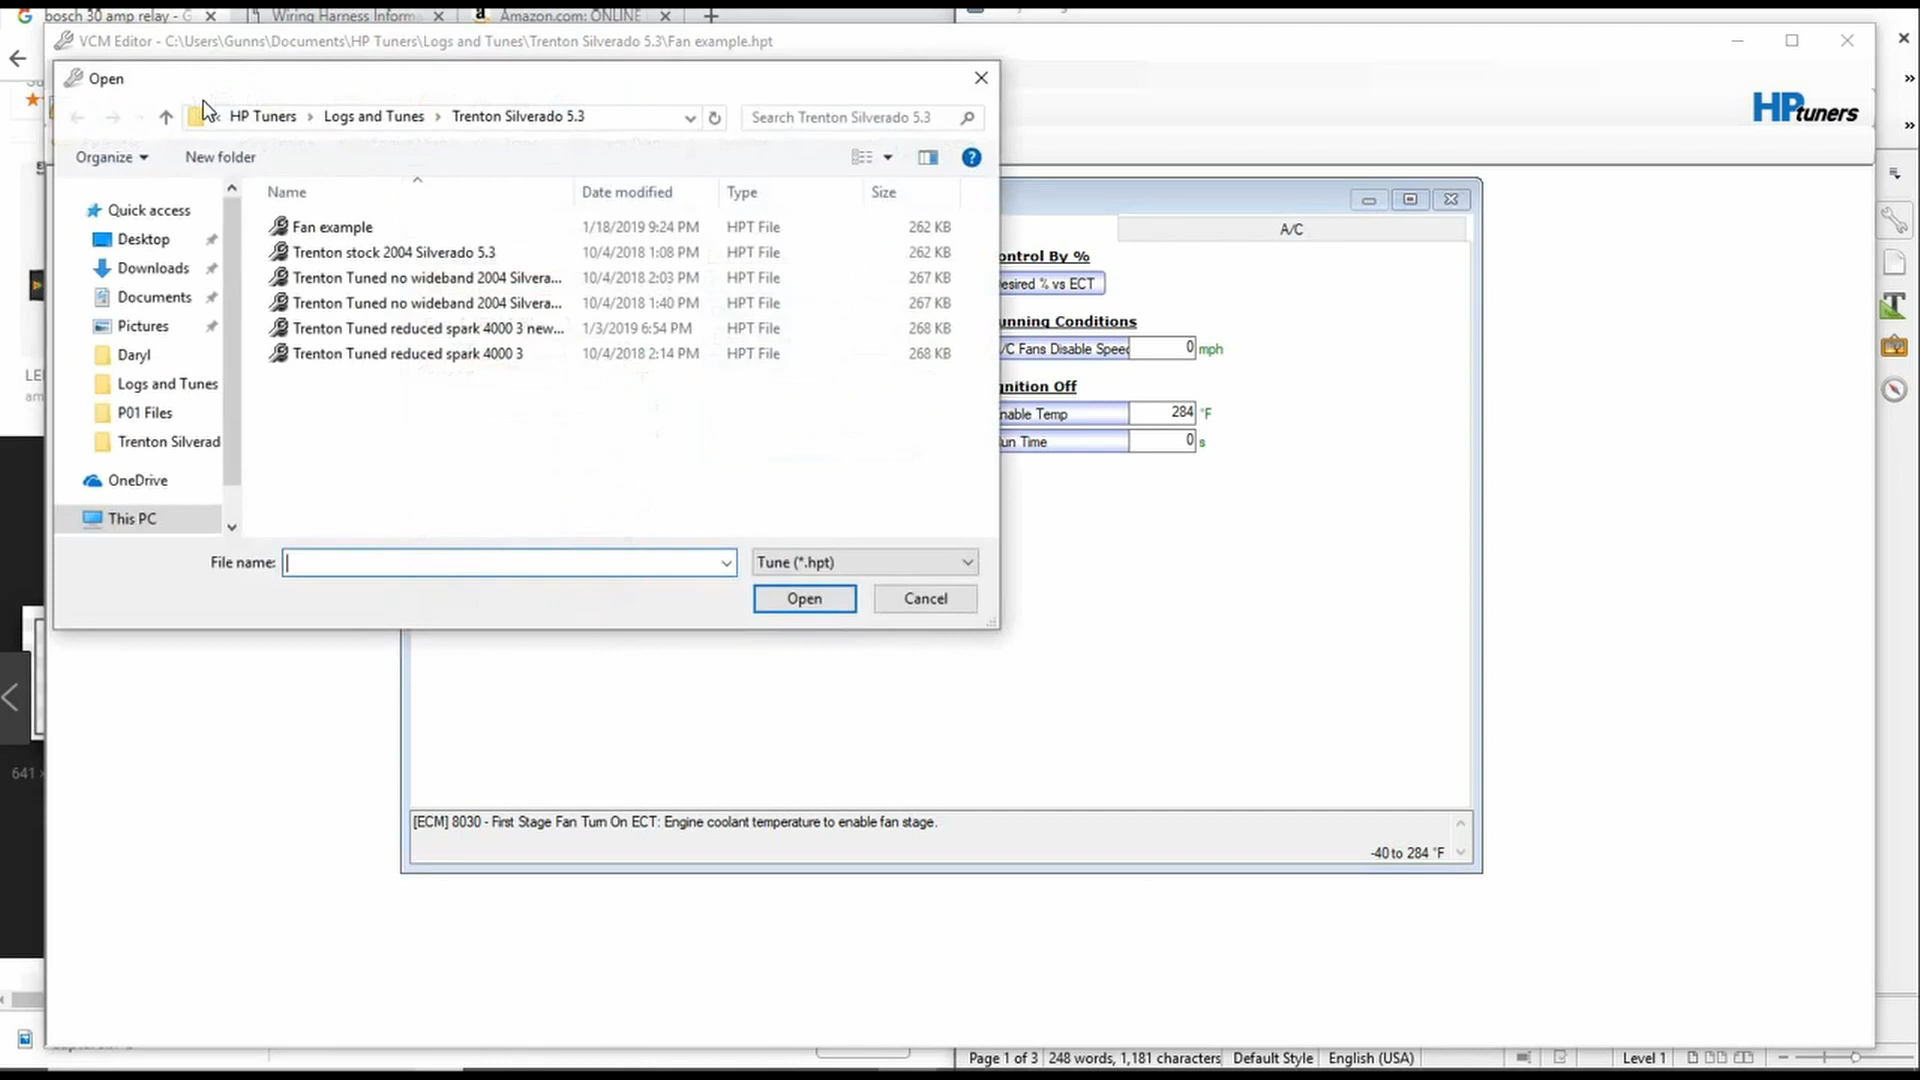 bosch 30 amp relay - G
Wiring Harness Inform
Amazon.com: ONLINE
VCM Editor - C:\Users\Gunns\Documents\HP Tuners\Logs and Tunes\Trenton Silverado 5.3\Fan example.hpt
Open
HP Tuners > Logs and Tunes > Trenton Silverado 5.3
Search Trenton Silverado 5.3
HPtuners
Organize
New folder
Name
Date modified
Type
Size
Quick access
Desktop
Downloads
Documents
Pictures
Daryl
Logs and Tunes
P01 Files
Trenton Silverad
OneDrive
This PC
Fan example 1/18/2019 9:24 PM HPT File 262 KB
Trenton stock 2004 Silverado 5.3 10/4/2018 1:08 PM HPT File 262 KB
Trenton Tuned no wideband 2004 Silvera... 10/4/2018 2:03 PM HPT File 267 KB
Trenton Tuned no wideband 2004 Silvera... 10/4/2018 1:40 PM HPT File 267 KB
Trenton Tuned reduced spark 4000 3 new... 1/3/2019 6:54 PM HPT File 268 KB
Trenton Tuned reduced spark 4000 3 10/4/2018 2:14 PM HPT File 268 KB
File name:
Tune (*.hpt)
Open
Cancel
A/C
ontrol By %
esired % vs ECT
unning Conditions
/C Fans Disable Speed 0 mph
gnition Off
nable Temp 284 °F
un Time 0 s
[ECM] 8030 - First Stage Fan Turn On ECT: Engine coolant temperature to enable fan stage.
-40 to 284 °F
641 ×
Page 1 of 3
248 words, 1,181 characters
Default Style
English (USA)
Level 1